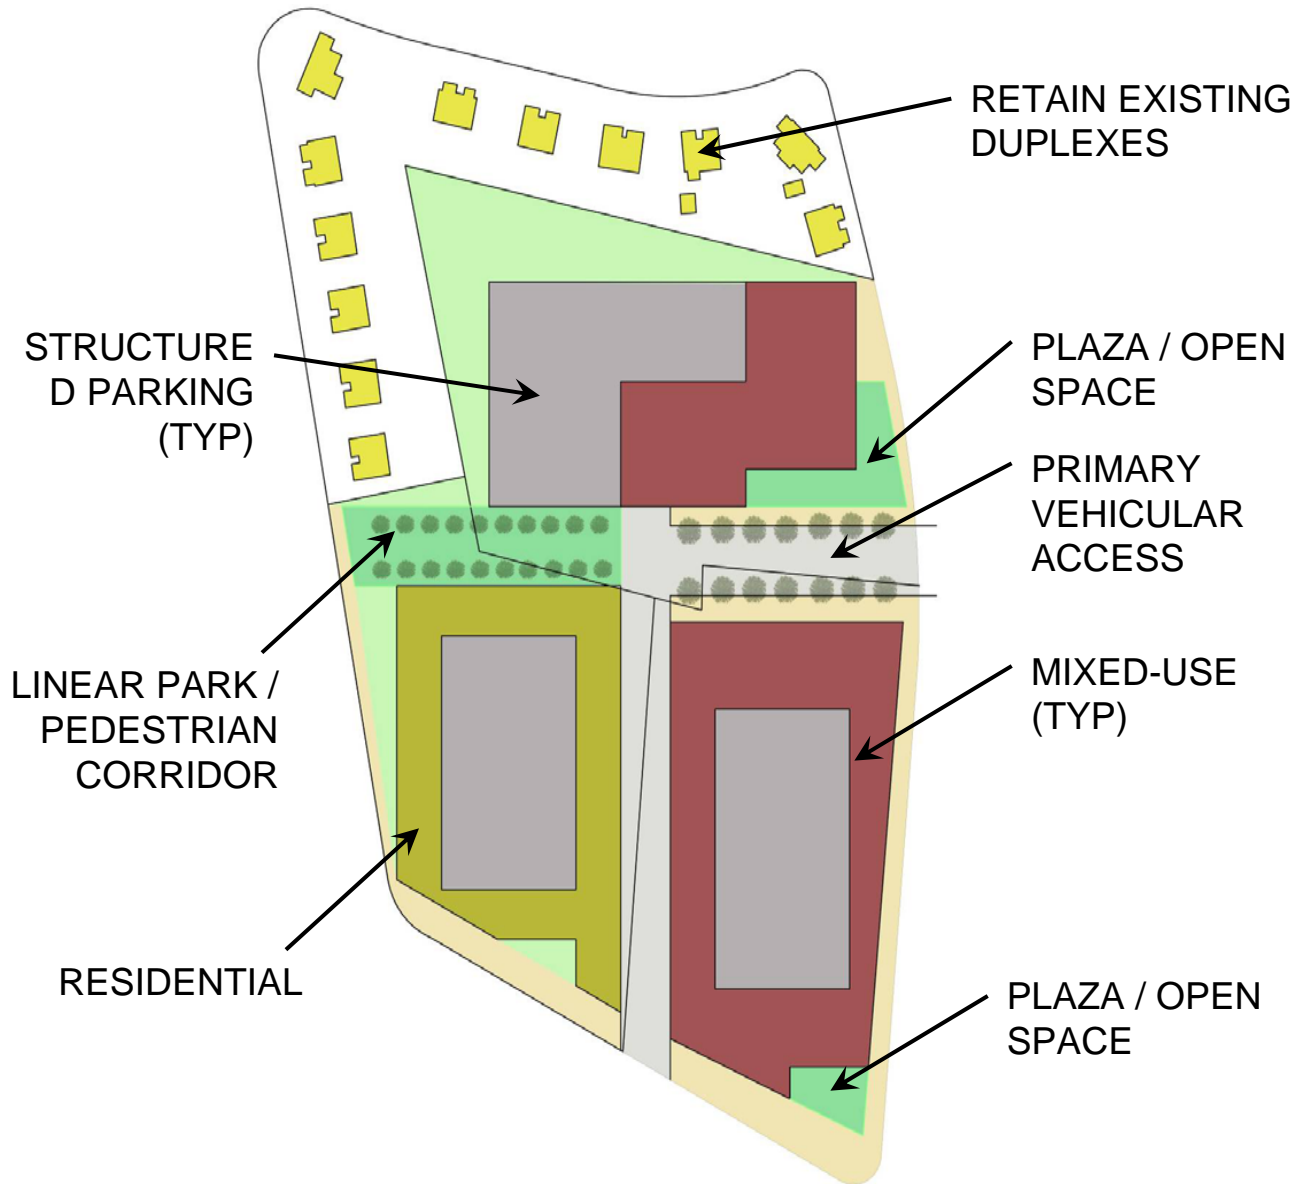 RETAIN EXISTING
DUPLEXES
STRUCTURE
D PARKING
(TYP)
PLAZA / OPEN
SPACE
PRIMARY
VEHICULAR
ACCESS
LINEAR PARK /
PEDESTRIAN
CORRIDOR
MIXED-USE
(TYP)
RESIDENTIAL
PLAZA / OPEN
SPACE